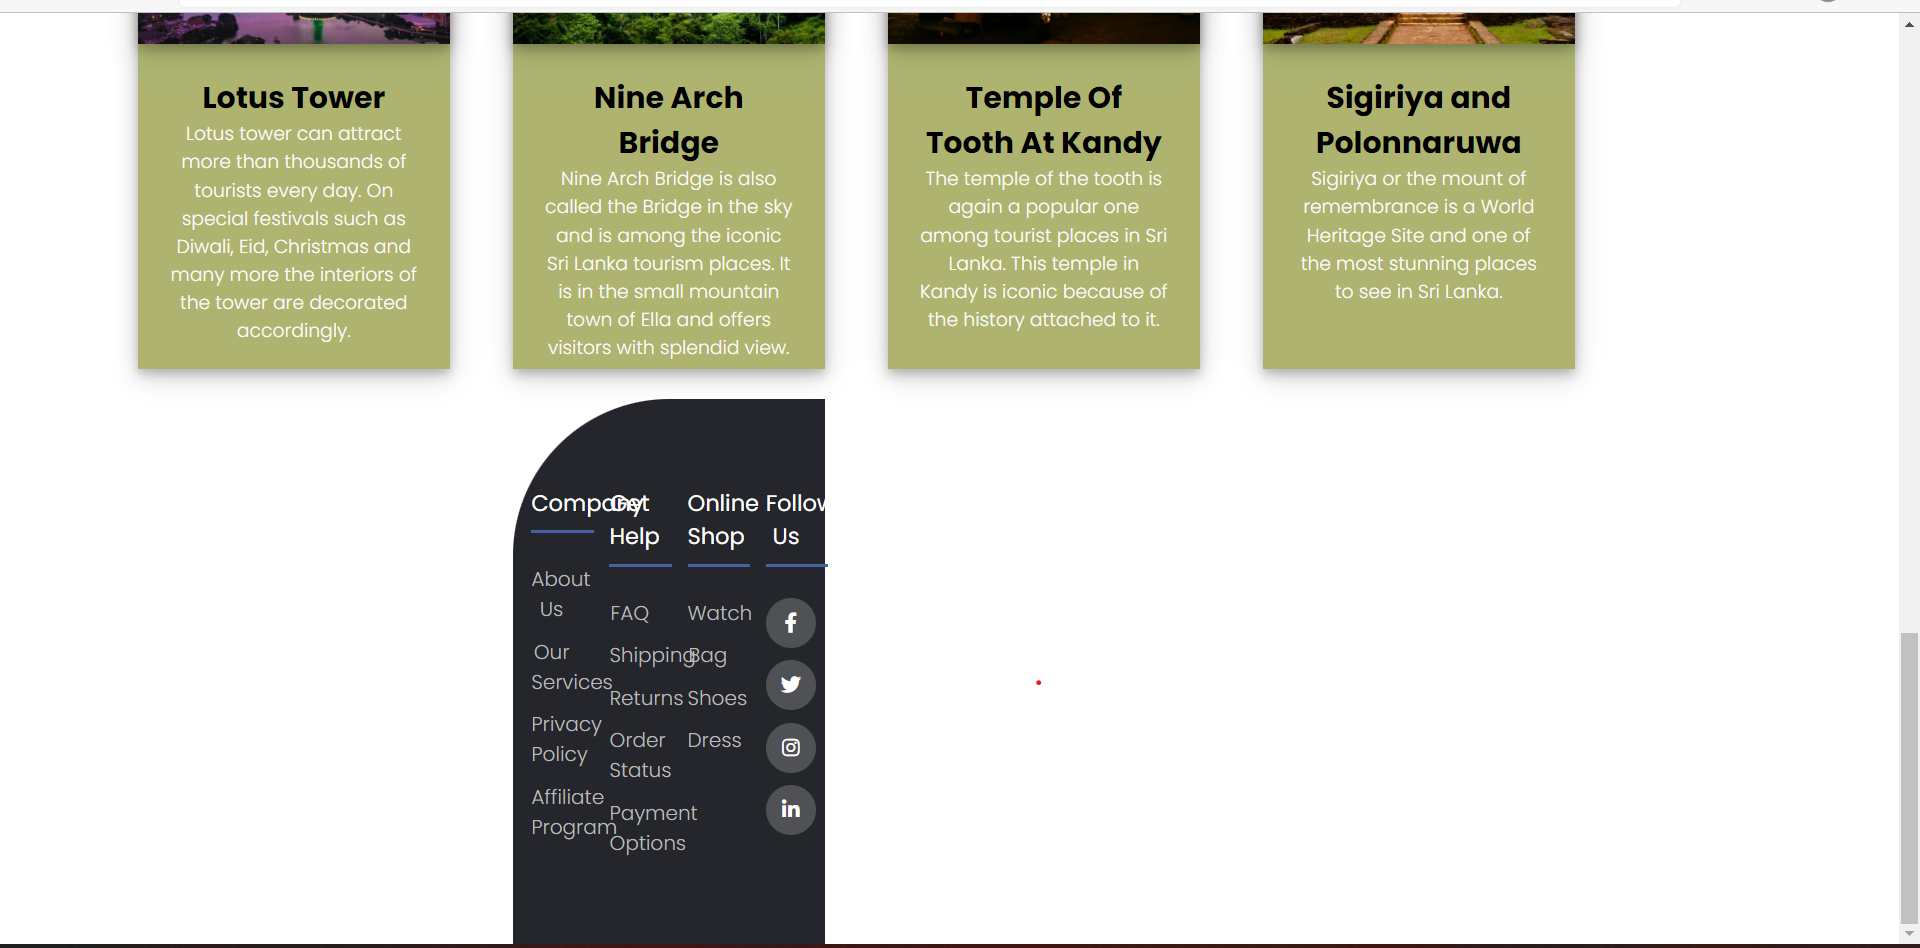 Lotus Tower
Lotus tower can attract
more than thousands of
tourists every day. On
special festivals such as
Diwali, Eid, Christmas and
many more the interiors of
the tower are decorated
accordingly.
Nine Arch
Bridge
Nine Arch Bridge is also
called the Bridge in the sky
and is among the iconic
Sri Lanka tourism places. It
is in the small mountain
town of Ella and offers
visitors with splendid view.
Temple Of
Tooth At Kandy
The temple of the tooth is
again a popular one
among tourist places in Sri
Lanka. This temple in
Kandy is iconic because of
the history attached to it.
Sigiriya and
Polonnaruwa
Sigiriya or the mount of
remembrance is a World
Heritage Site and one of
the most stunning places
to see in Sri Lanka.
Company
About
Us
Our
Services
Privacy
Policy
Affiliate
Program
Get
Help
FAQ
Shipping
Returns
Order
Status
Payment
Options
Online
Shop
Watch
Bag
Shoes
Dress
Follow
Us